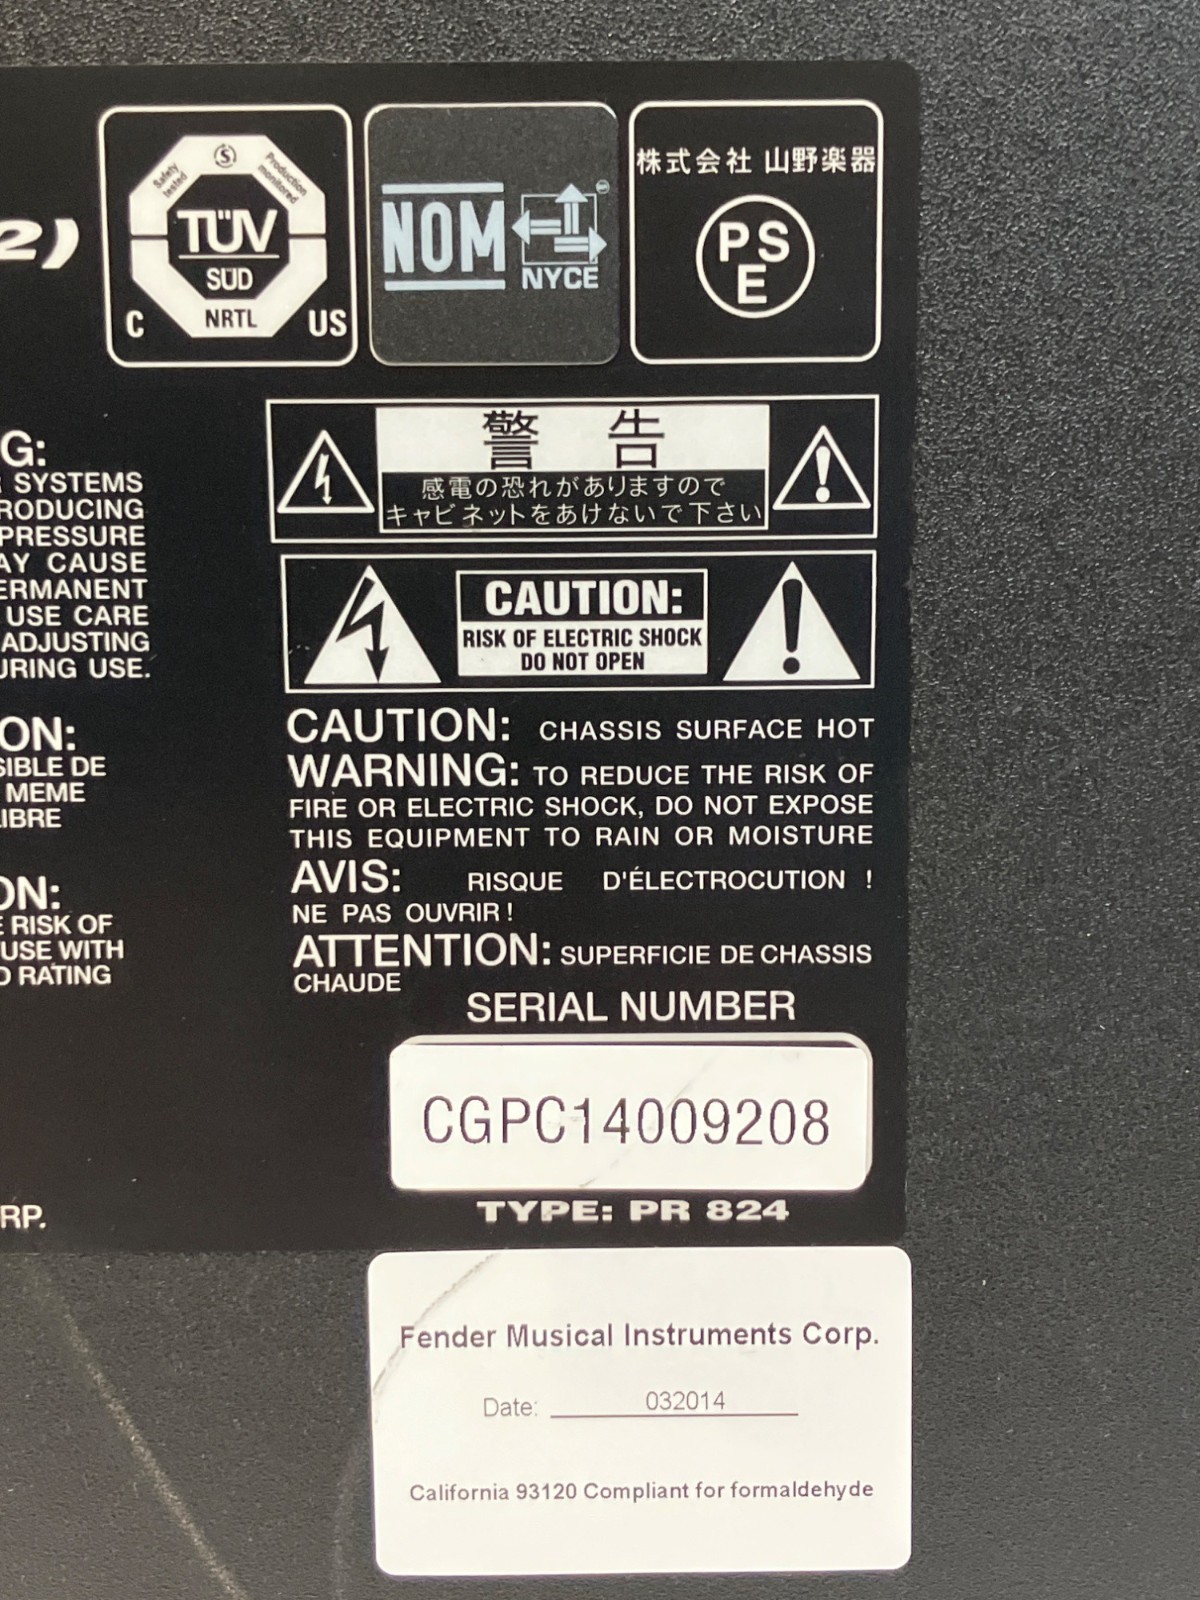 2)
Safety tested
S
Production monitored
TÜV
SÜD
NRTL
C US
NOM
NYCE
株式会社 山野楽器
PS
E
警 告
感電の恐れがありますので
キャビネットをあけないで下さい
G:
SYSTEMS
RODUCING
PRESSURE
AY CAUSE
ERMANENT
USE CARE
ADJUSTING
URING USE.
ON:
SIBLE DE
MEME
IBRE
ON:
E RISK OF
USE WITH
D RATING
RP.
CAUTION:
RISK OF ELECTRIC SHOCK
DO NOT OPEN
CAUTION: CHASSIS SURFACE HOT
WARNING: TO REDUCE THE RISK OF
FIRE OR ELECTRIC SHOCK, DO NOT EXPOSE
THIS EQUIPMENT TO RAIN OR MOISTURE
AVIS: RISQUE D'ÉLECTROCUTION !
NE PAS OUVRIR !
ATTENTION: SUPERFICIE DE CHASSIS
CHAUDE
SERIAL NUMBER
CGPC14009208
TYPE: PR 824
Fender Musical Instruments Corp.
Date: 032014
California 93120 Compliant for formaldehyde